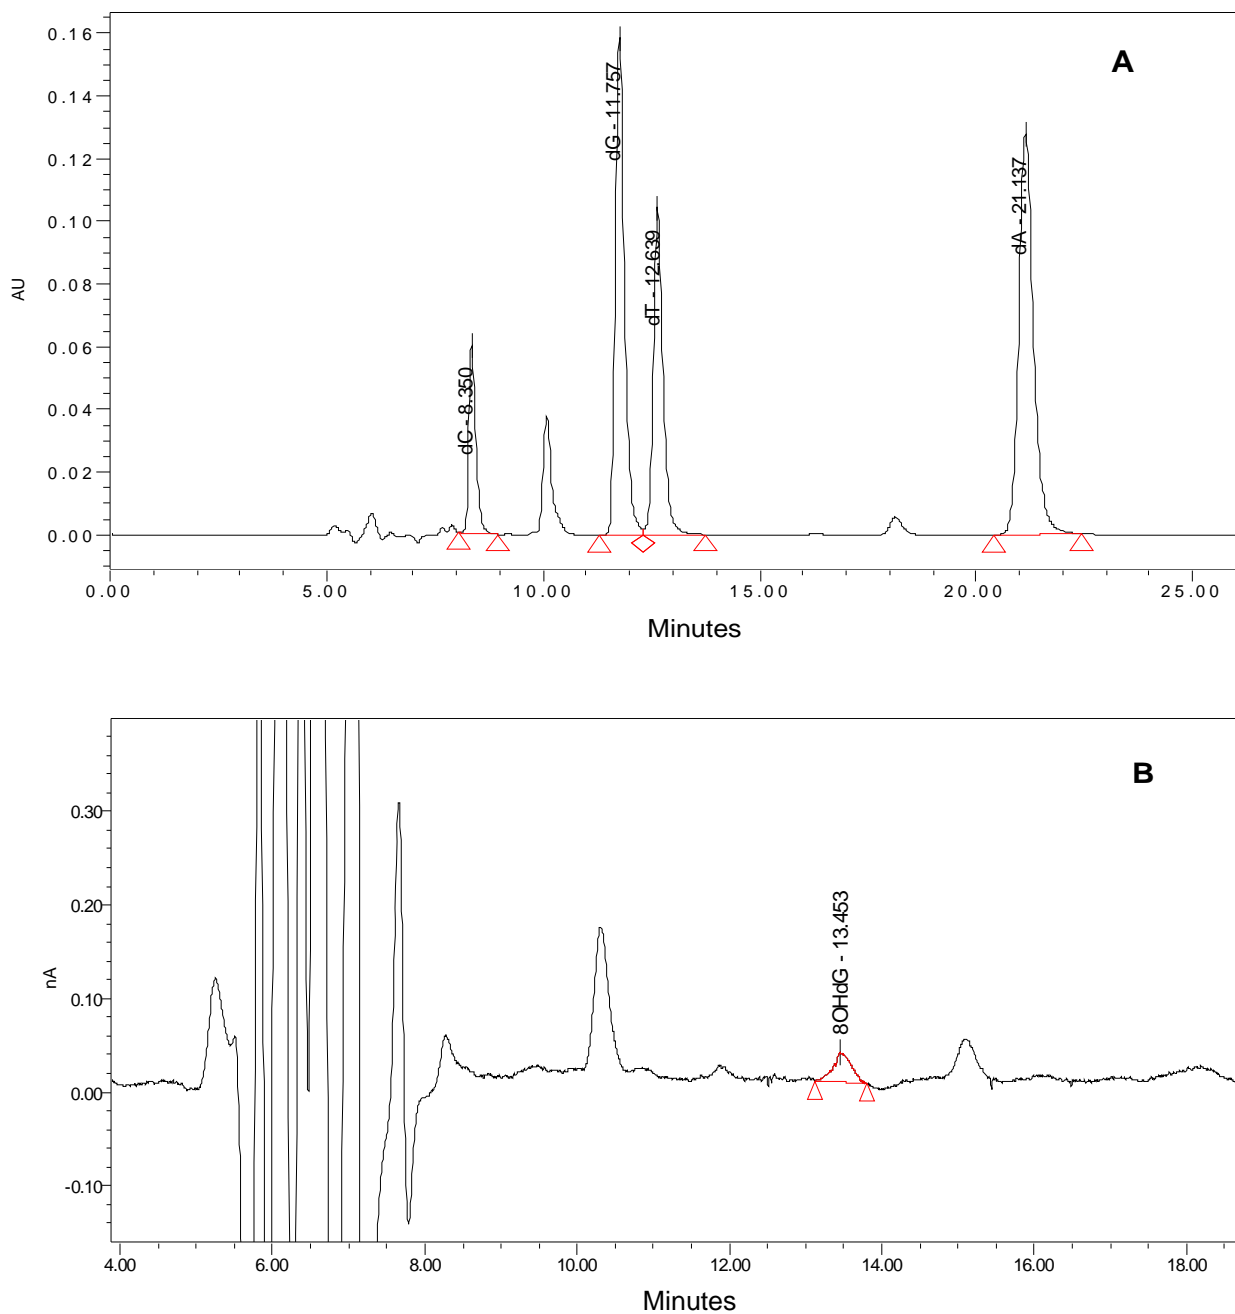 A
0.16
0.14
0.12
0.10
0.08
0.06
0.04
0.02
0.00
AU
dC - 8.350
dG - 11.757
dT - 12.639
dA - 21.137
0.00 5.00 10.00 15.00 20.00 25.00
Minutes
B
0.30
0.20
0.10
0.00
-0.10
nA
8OHdG - 13.453
4.00 6.00 8.00 10.00 12.00 14.00 16.00 18.00
Minutes